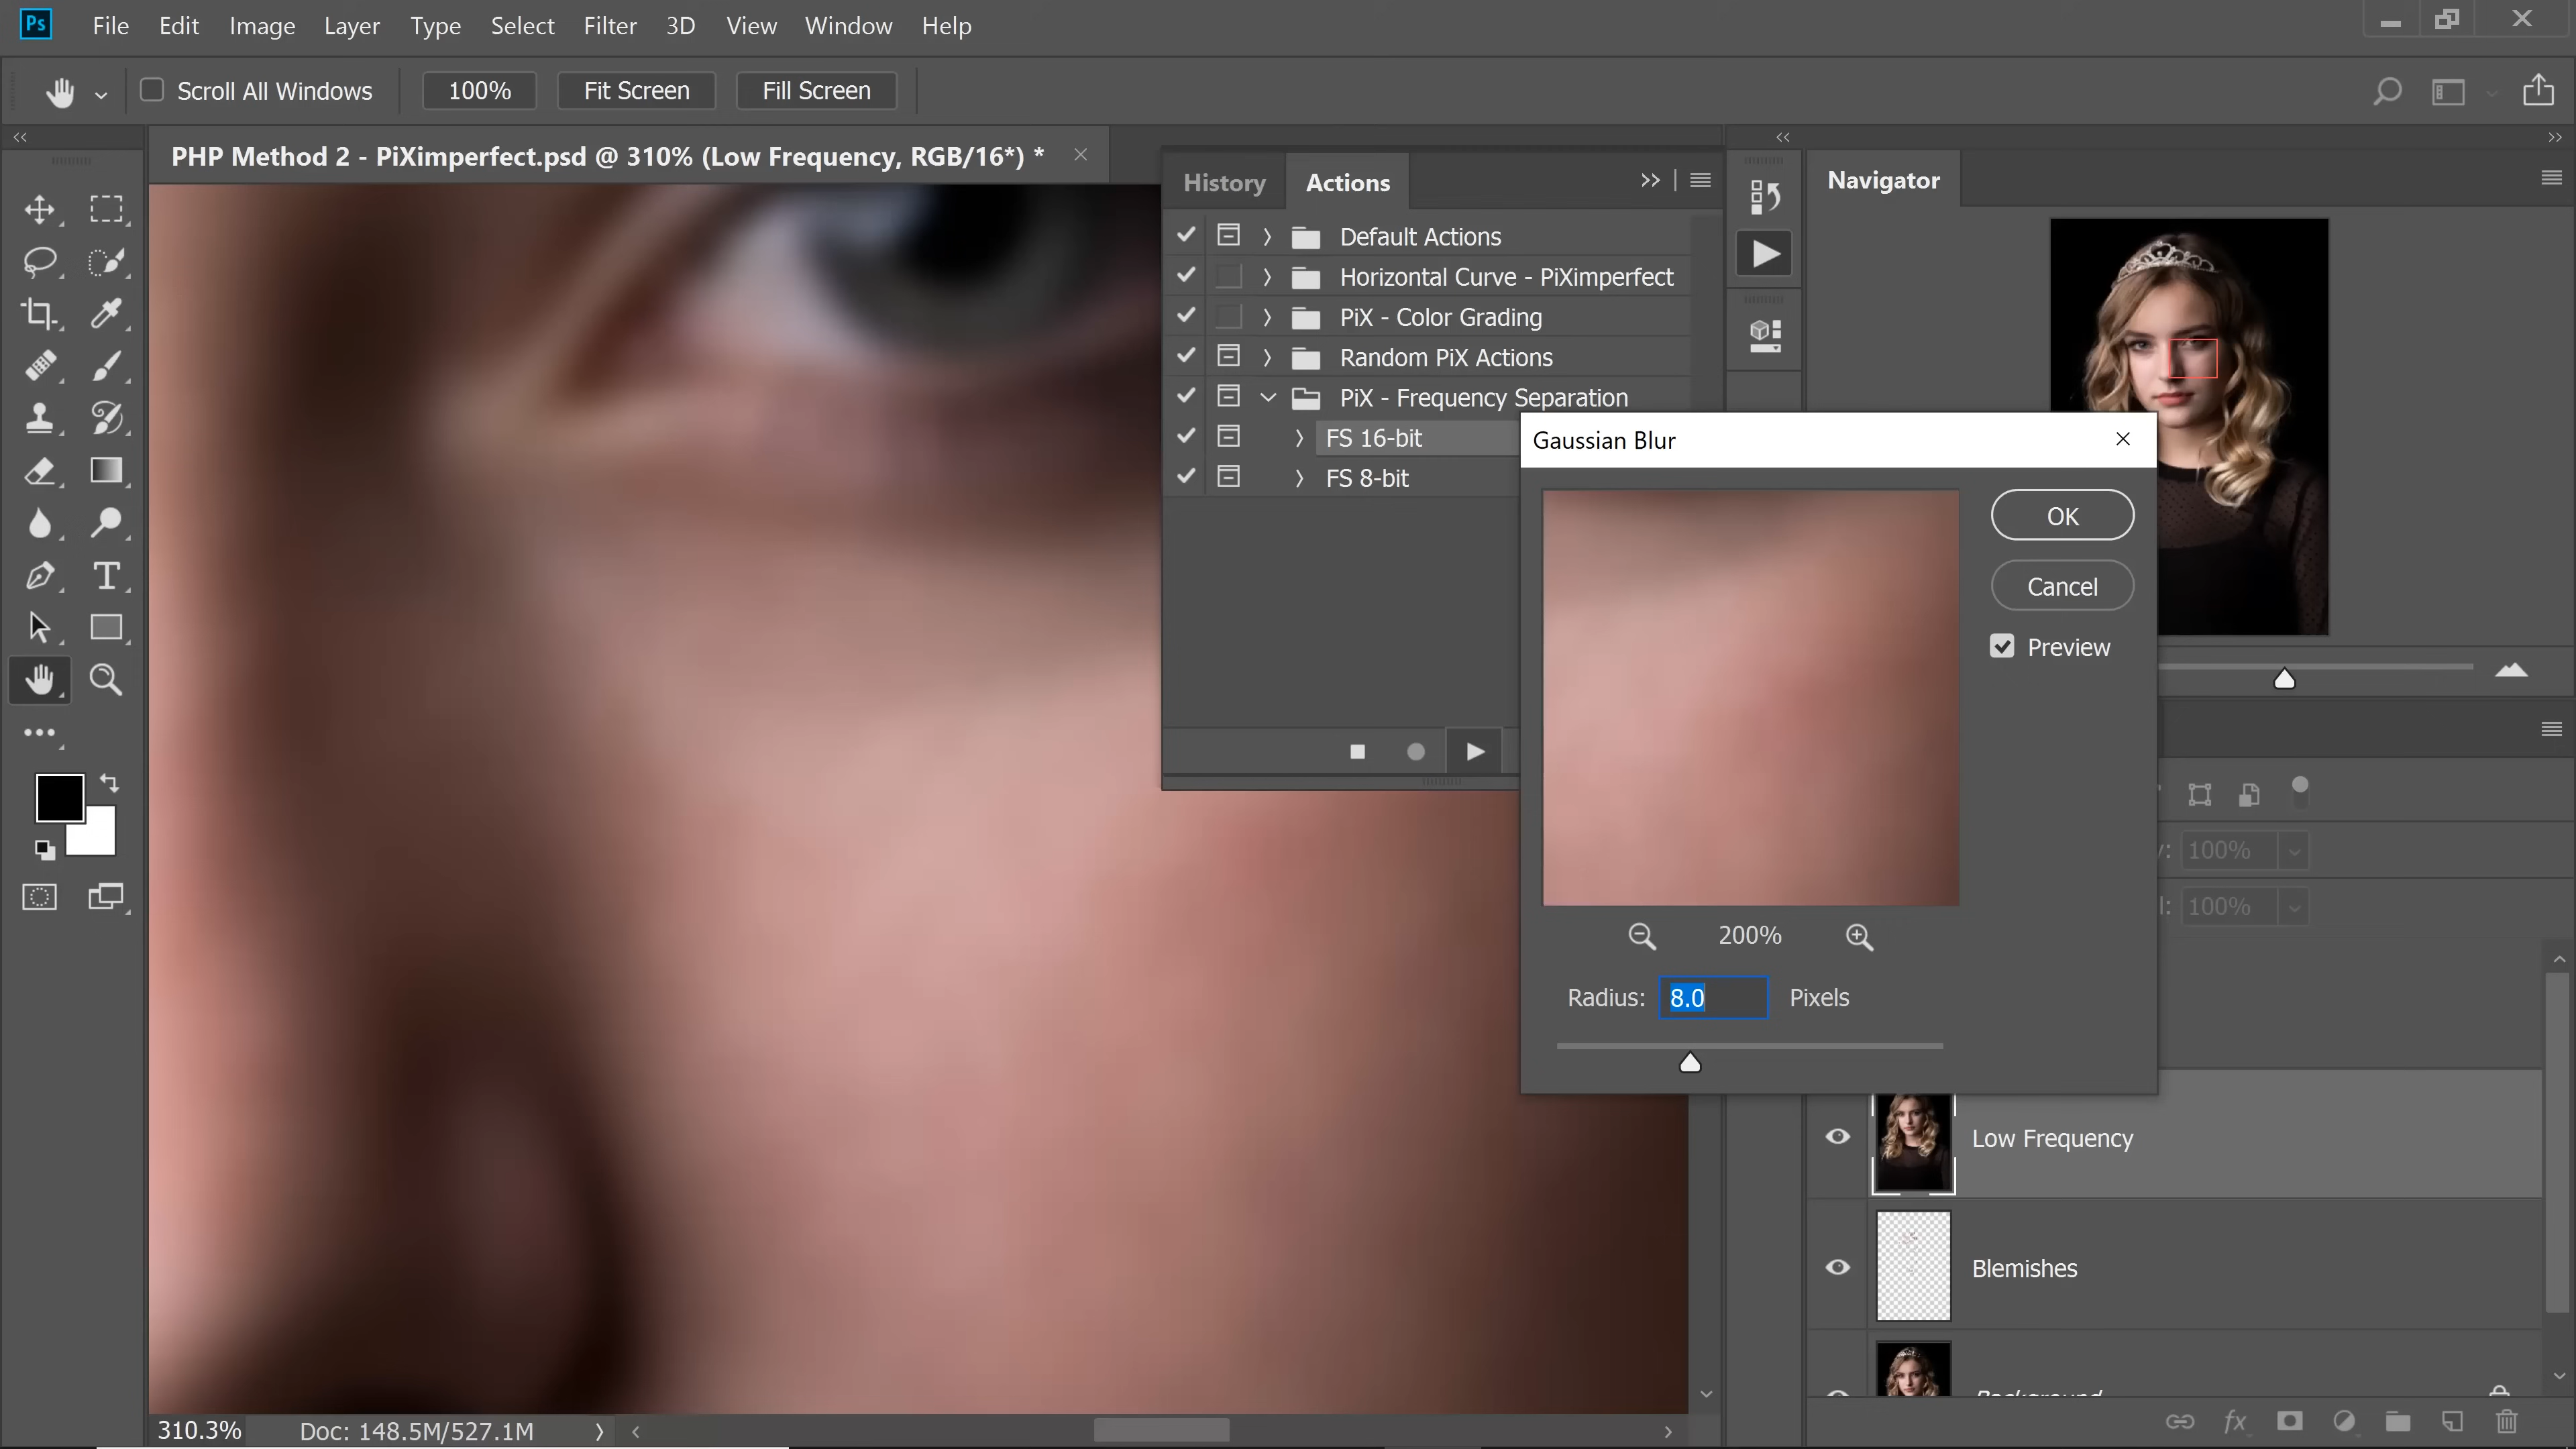 Ps File Edit Image Layer Type Select Filter 3D View Window Help
Scroll All Windows 100% Fit Screen Fill Screen
PHP Method 2 - PiXimperfect.psd @ 310% (Low Frequency, RGB/16*) *
History Actions
Default Actions
Horizontal Curve - PiXimperfect
PiX - Color Grading
Random PiX Actions
PiX - Frequency Separation
FS 16-bit
FS 8-bit
Navigator
Gaussian Blur
OK
Cancel
Preview
200%
Radius: 8.0 Pixels
100%
100%
Low Frequency
Blemishes
Background
fx
310.3% Doc: 148.5M/527.1M